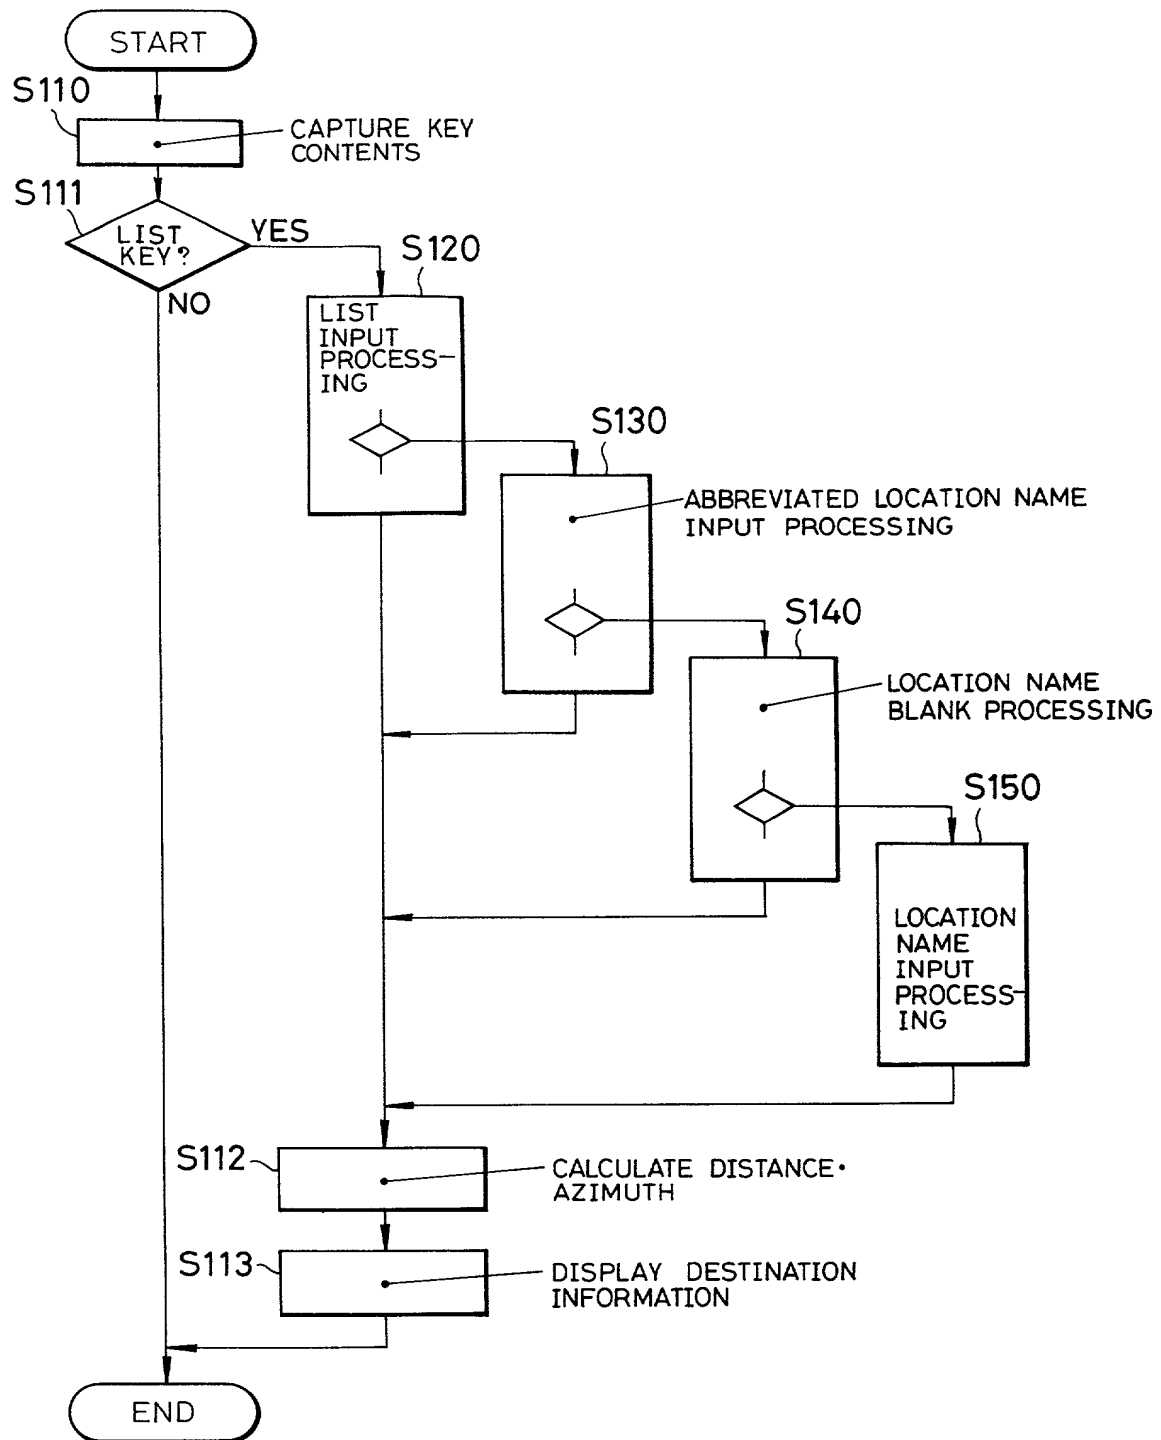 START
S110
CAPTURE KEY
CONTENTS
S111
LIST
KEY?
YES
NO
S120
LIST
INPUT
PROCESS-
ING
S130
ABBREVIATED LOCATION NAME
INPUT PROCESSING
S140
LOCATION NAME
BLANK PROCESSING
S150
LOCATION
NAME
INPUT
PROCESS-
ING
S112
CALCULATE DISTANCE·
AZIMUTH
S113
DISPLAY DESTINATION
INFORMATION
END